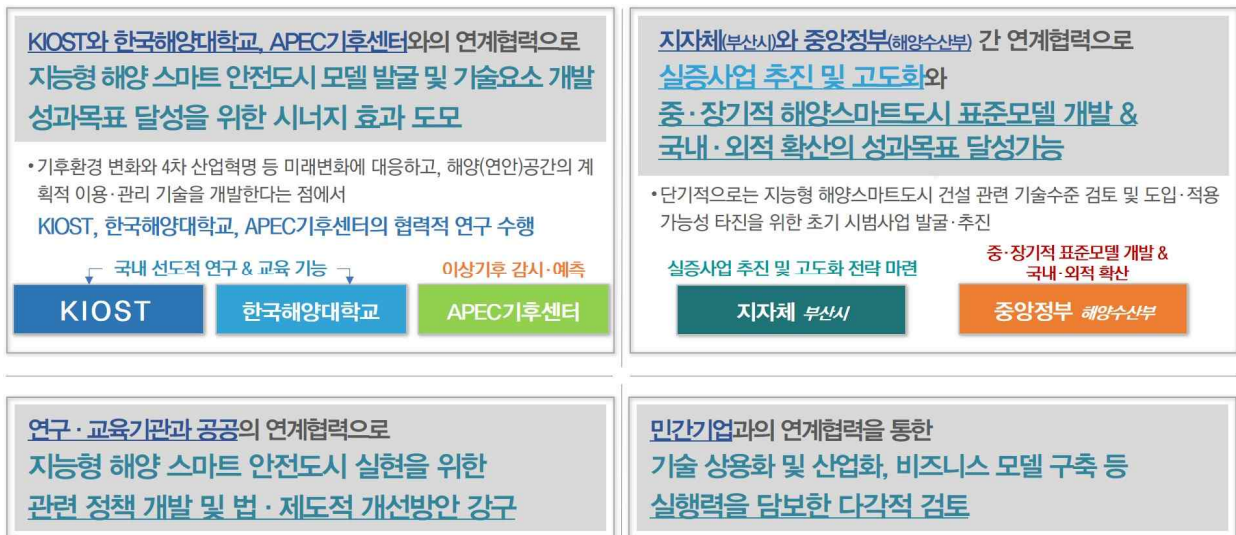 KIOST와 한국해양대학교, APEC기후센터와의 연계협력으로
지능형 해양 스마트 안전도시 모델 발굴 및 기술요소 개발
성과목표 달성을 위한 시너지 효과 도모
•기후환경 변화와 4차 산업혁명 등 미래변화에 대응하고, 해양(연안)공간의 계
획적 이용·관리 기술을 개발한다는 점에서
KIOST, 한국해양대학교, APEC기후센터의 협력적 연구 수행
국내 선도적 연구 & 교육 기능
이상기후 감시·예측
KIOST
한국해양대학교
APEC기후센터
지자체(부산시)와 중앙정부(해양수산부) 간 연계협력으로
실증사업 추진 및 고도화와
중·장기적 해양스마트도시 표준모델 개발 &
국내·외적 확산의 성과목표 달성가능
•단기적으로는 지능형 해양스마트도시 건설 관련 기술수준 검토 및 도입·적용
가능성 타진을 위한 초기 시범사업 발굴·추진
실증사업 추진 및 고도화 전략 마련
중·장기적 표준모델 개발 &
국내·외적 확산
지자체 부산시
중앙정부 해양수산부
연구·교육기관과 공공의 연계협력으로
지능형 해양 스마트 안전도시 실현을 위한
관련 정책 개발 및 법·제도적 개선방안 강구
민간기업과의 연계협력을 통한
기술 상용화 및 산업화, 비즈니스 모델 구축 등
실행력을 담보한 다각적 검토